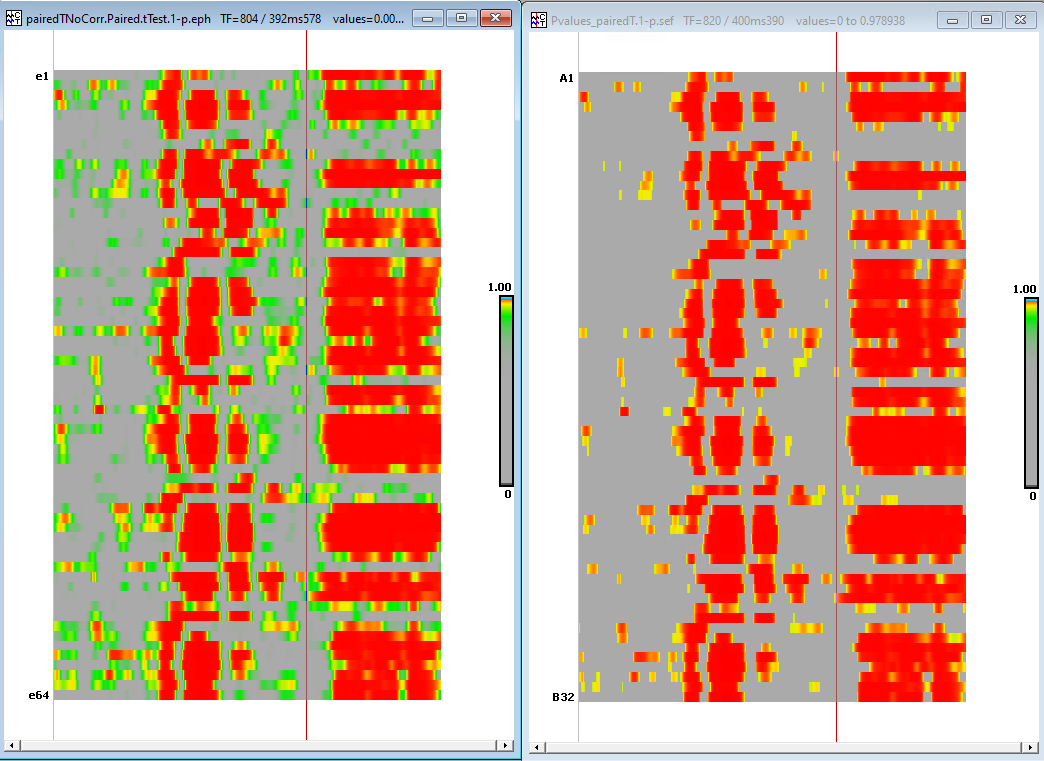 pairedTNoCorr.Paired.tTest.1-p.eph TF=804 / 392ms578 values=0.00...
e1
1.00
0
e64
Pvalues_pairedT.1-p.sef TF=820 / 400ms390 values=0 to 0.978938
A1
1.00
0
B32